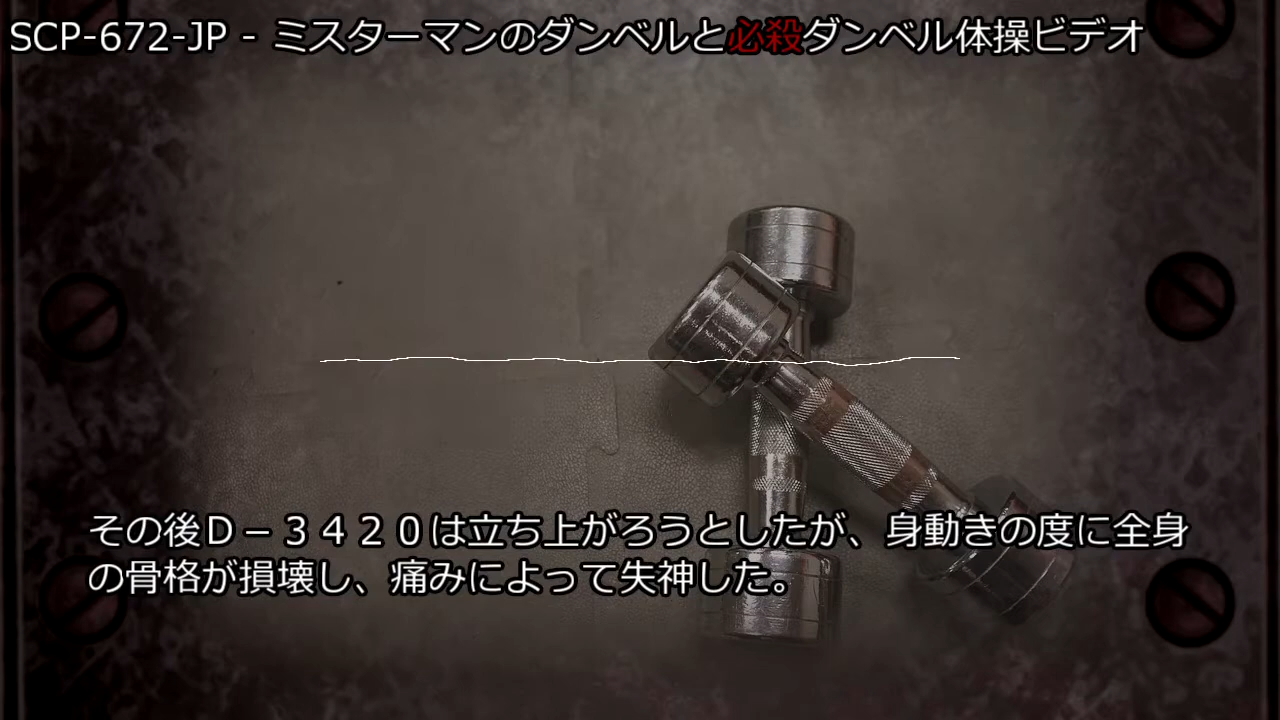 SCP-672-JP - ミスターマンのダンベルと必殺ダンベル体操ビデオ
その後Ｄ－３４２０は立ち上がろうとしたが、身動きの度に全身
の骨格が損壊し、痛みによって失神した。